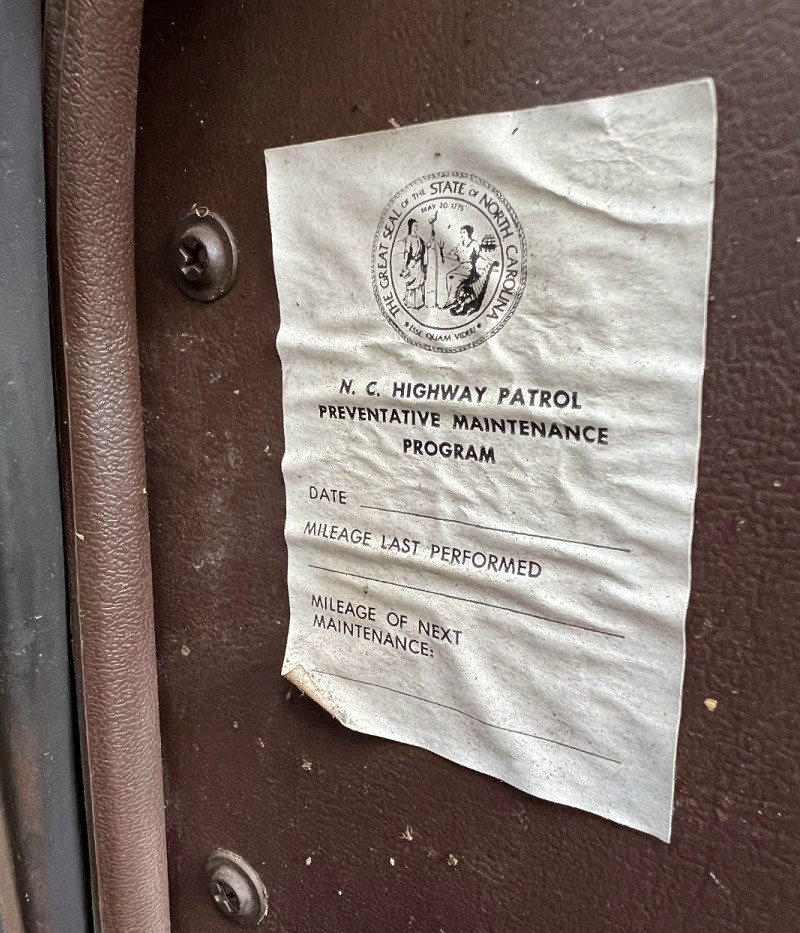 THE GREAT SEAL OF THE STATE OF NORTH CAROLINA
MAY 20 1775
ESSE QUAM VIDERI
N. C. HIGHWAY PATROL
PREVENTATIVE MAINTENANCE
PROGRAM
DATE
MILEAGE LAST PERFORMED
MILEAGE OF NEXT
MAINTENANCE: